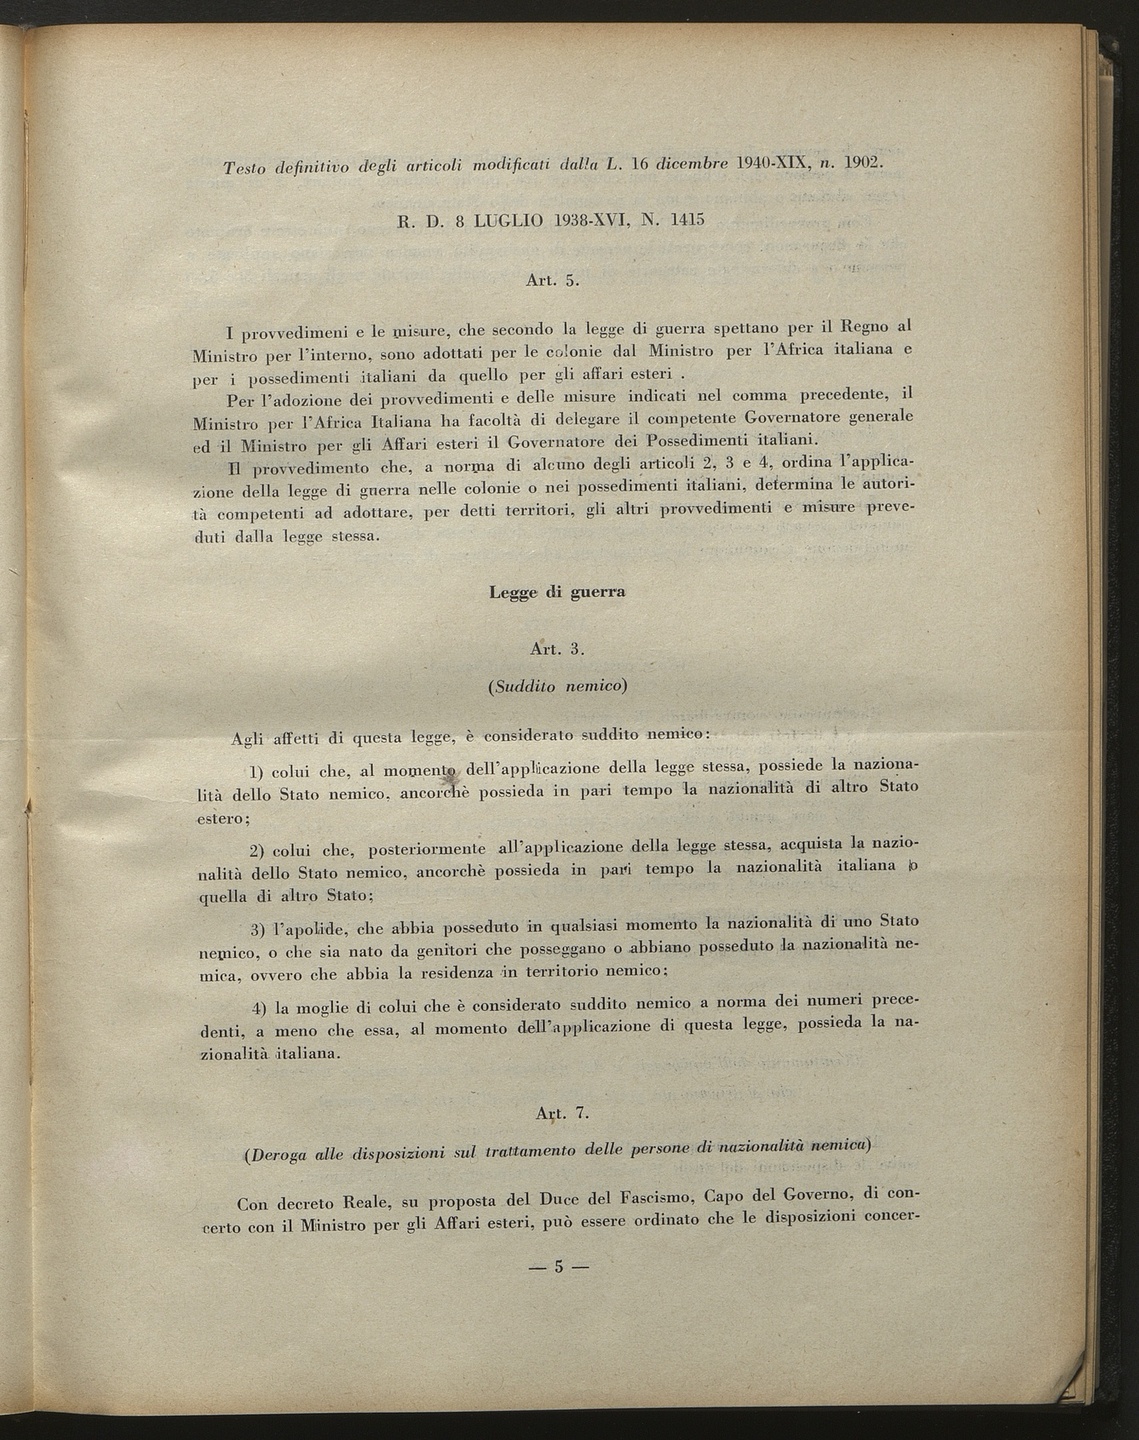 Testo definitivo degli articoli modificati dalla L. 16 dicembre 1940-XIX, n. 1902.
R. D. 8 LUGLIO 1938-XVI, N. 1415
Art. 5.
I provvedimeni e le misure, che secondo la legge di guerra spettano per il Regno al
Ministro per l'interno, sono adottati per le colonie dal Ministro per l'Africa italiana e
per i possedimenti italiani da quello per gli affari esteri .
Per l'adozione dei provvedimenti e delle misure indicati nel comma precedente, il
Ministro per l'Africa Italiana ha facoltà di delegare il competente Governatore generale
ed il Ministro per gli Affari esteri il Governatore dei Possedimenti italiani.
Il provvedimento che, a norma di alcuno degli articoli 2, 3 e 4, ordina l'applica-
zione della legge di guerra nelle colonie o nei possedimenti italiani, determina le autori-
tà competenti ad adottare, per detti territori, gli altri provvedimenti e misure preve-
duti dalla legge stessa.
Legge di guerra
Art. 3.
(Suddito nemico)
Agli affetti di questa legge, è considerato suddito nemico:
1) colui che, al momento dell'applicazione della legge stessa, possiede la naziona-
lità dello Stato nemico, ancorchè possieda in pari tempo la nazionalità di altro Stato
estero;
2) colui che, posteriormente all'applicazione della legge stessa, acquista la nazio-
nalità dello Stato nemico, ancorchè possieda in pari tempo la nazionalità italiana o
quella di altro Stato;
3) l'apolide, che abbia posseduto in qualsiasi momento la nazionalità di uno Stato
nemico, o che sia nato da genitori che posseggano o abbiano posseduto la nazionalità ne-
mica, ovvero che abbia la residenza in territorio nemico;
4) la moglie di colui che è considerato suddito nemico a norma dei numeri prece-
denti, a meno che essa, al momento dell'applicazione di questa legge, possieda la na-
zionalità italiana.
Art. 7.
(Deroga alle disposizioni sul trattamento delle persone di nazionalità nemica)
Con decreto Reale, su proposta del Duce del Fascismo, Capo del Governo, di con-
certo con il Ministro per gli Affari esteri, può essere ordinato che le disposizioni concer-
— 5 —